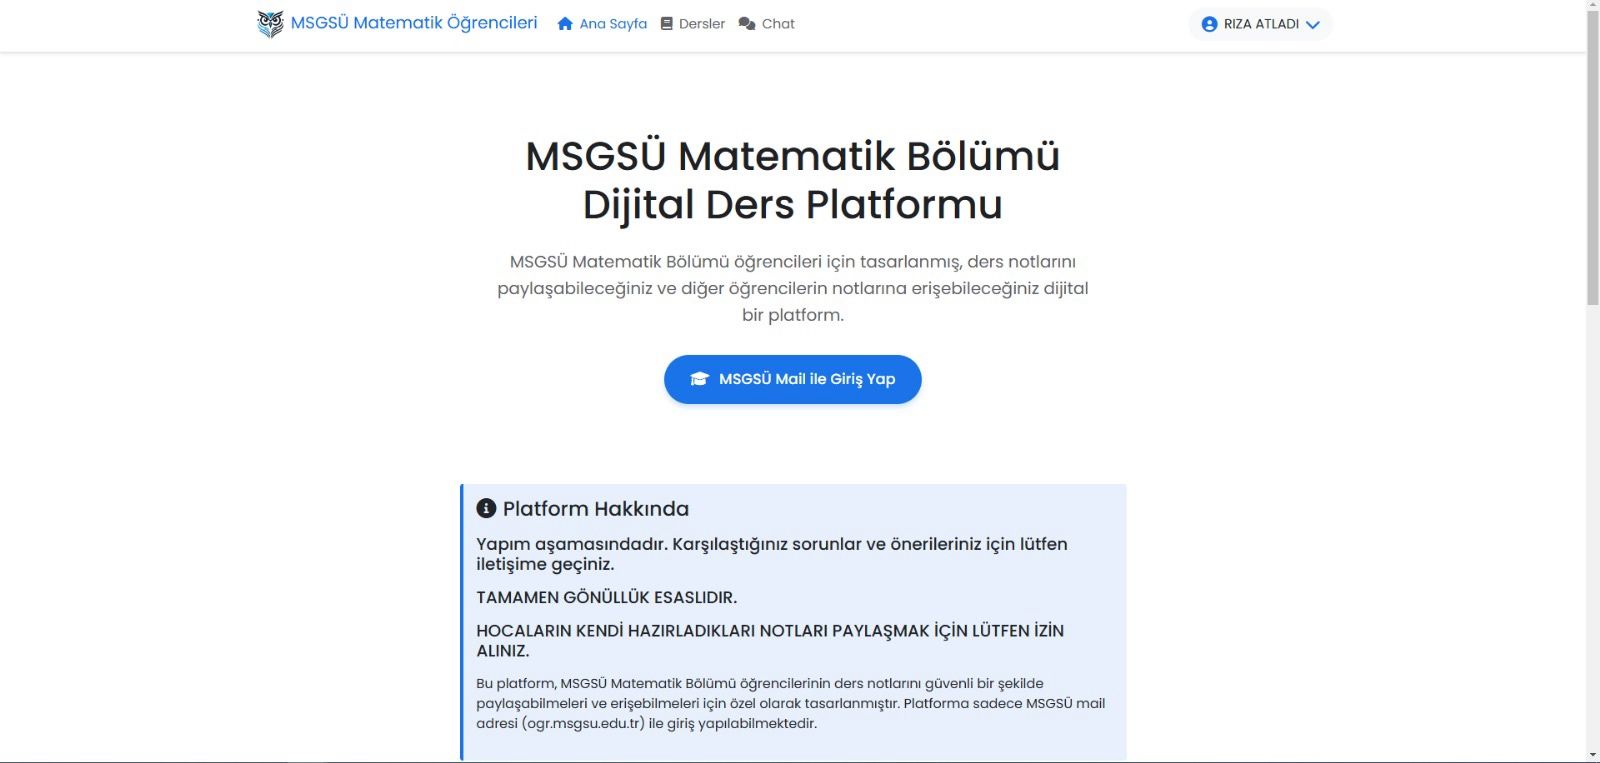 MSGSÜ Matematik Öğrencileri
Ana Sayfa
Dersler
Chat
RIZA ATLADI
MSGSÜ Matematik Bölümü
Dijital Ders Platformu
MSGSÜ Matematik Bölümü öğrencileri için tasarlanmış, ders notlarını
paylaşabileceğiniz ve diğer öğrencilerin notlarına erişebileceğiniz dijital
bir platform.
MSGSÜ Mail ile Giriş Yap
Platform Hakkında
Yapım aşamasındadır. Karşılaştığınız sorunlar ve önerileriniz için lütfen
iletişime geçiniz.
TAMAMEN GÖNÜLLÜK ESASLIDIR.
HOCALARIN KENDİ HAZIRLADIKLARI NOTLARI PAYLAŞMAK İÇİN LÜTFEN İZİN
ALINIZ.
Bu platform, MSGSÜ Matematik Bölümü öğrencilerinin ders notlarını güvenli bir şekilde
paylaşabilmeleri ve erişebilmeleri için özel olarak tasarlanmıştır. Platforma sadece MSGSÜ mail
adresi (ogr.msgsu.edu.tr) ile giriş yapılabilmektedir.